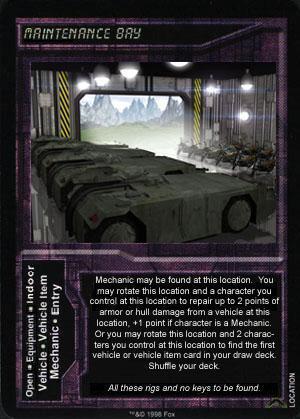 MAINTENANCE BAY
Open • Equipment • Indoor
Vehicle • Vehicle Item
Mechanic • Entry
Mechanic may be found at this location.  You
may rotate this location and a character you
control at this location to repair up to 2 points of
armor or hull damage from a vehicle at this
location, +1 point if character is a Mechanic.
Or you may rotate this location and 2 charac-
ters you control at this location to find the first
vehicle or vehicle item card in your draw deck.
Shuffle your deck.
All these rigs and no keys to be found.
LOCATION
™&© 1998 Fox